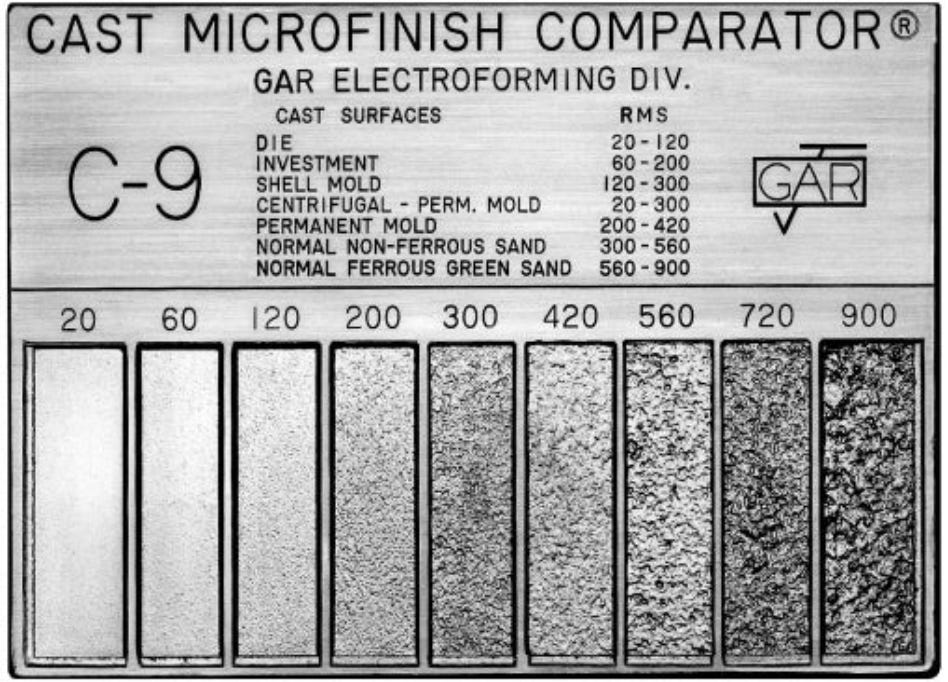 CAST MICROFINISH COMPARATOR®
GAR ELECTROFORMING DIV.
CAST SURFACES RMS
DIE 20-120
INVESTMENT 60-200
SHELL MOLD 120-300
CENTRIFUGAL - PERM. MOLD 20-300
PERMANENT MOLD 200-420
NORMAL NON-FERROUS SAND 300-560
NORMAL FERROUS GREEN SAND 560-900
C-9
GAR
20 60 120 200 300 420 560 720 900